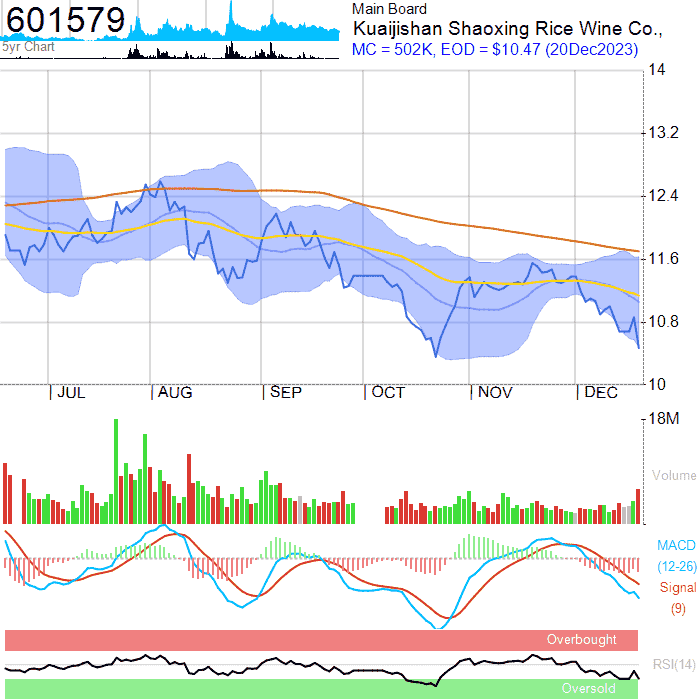 601579
5yr Chart
Main Board
Kuaijishan Shaoxing Rice Wine Co.,
MC = 502K, EOD = $10.47 (20Dec2023)
14
13.2
12.4
11.6
10.8
10
JUL
AUG
SEP
OCT
NOV
DEC
18M
Volume
MACD
(12-26)
Signal
(9)
Overbought
RSI(14)
Oversold